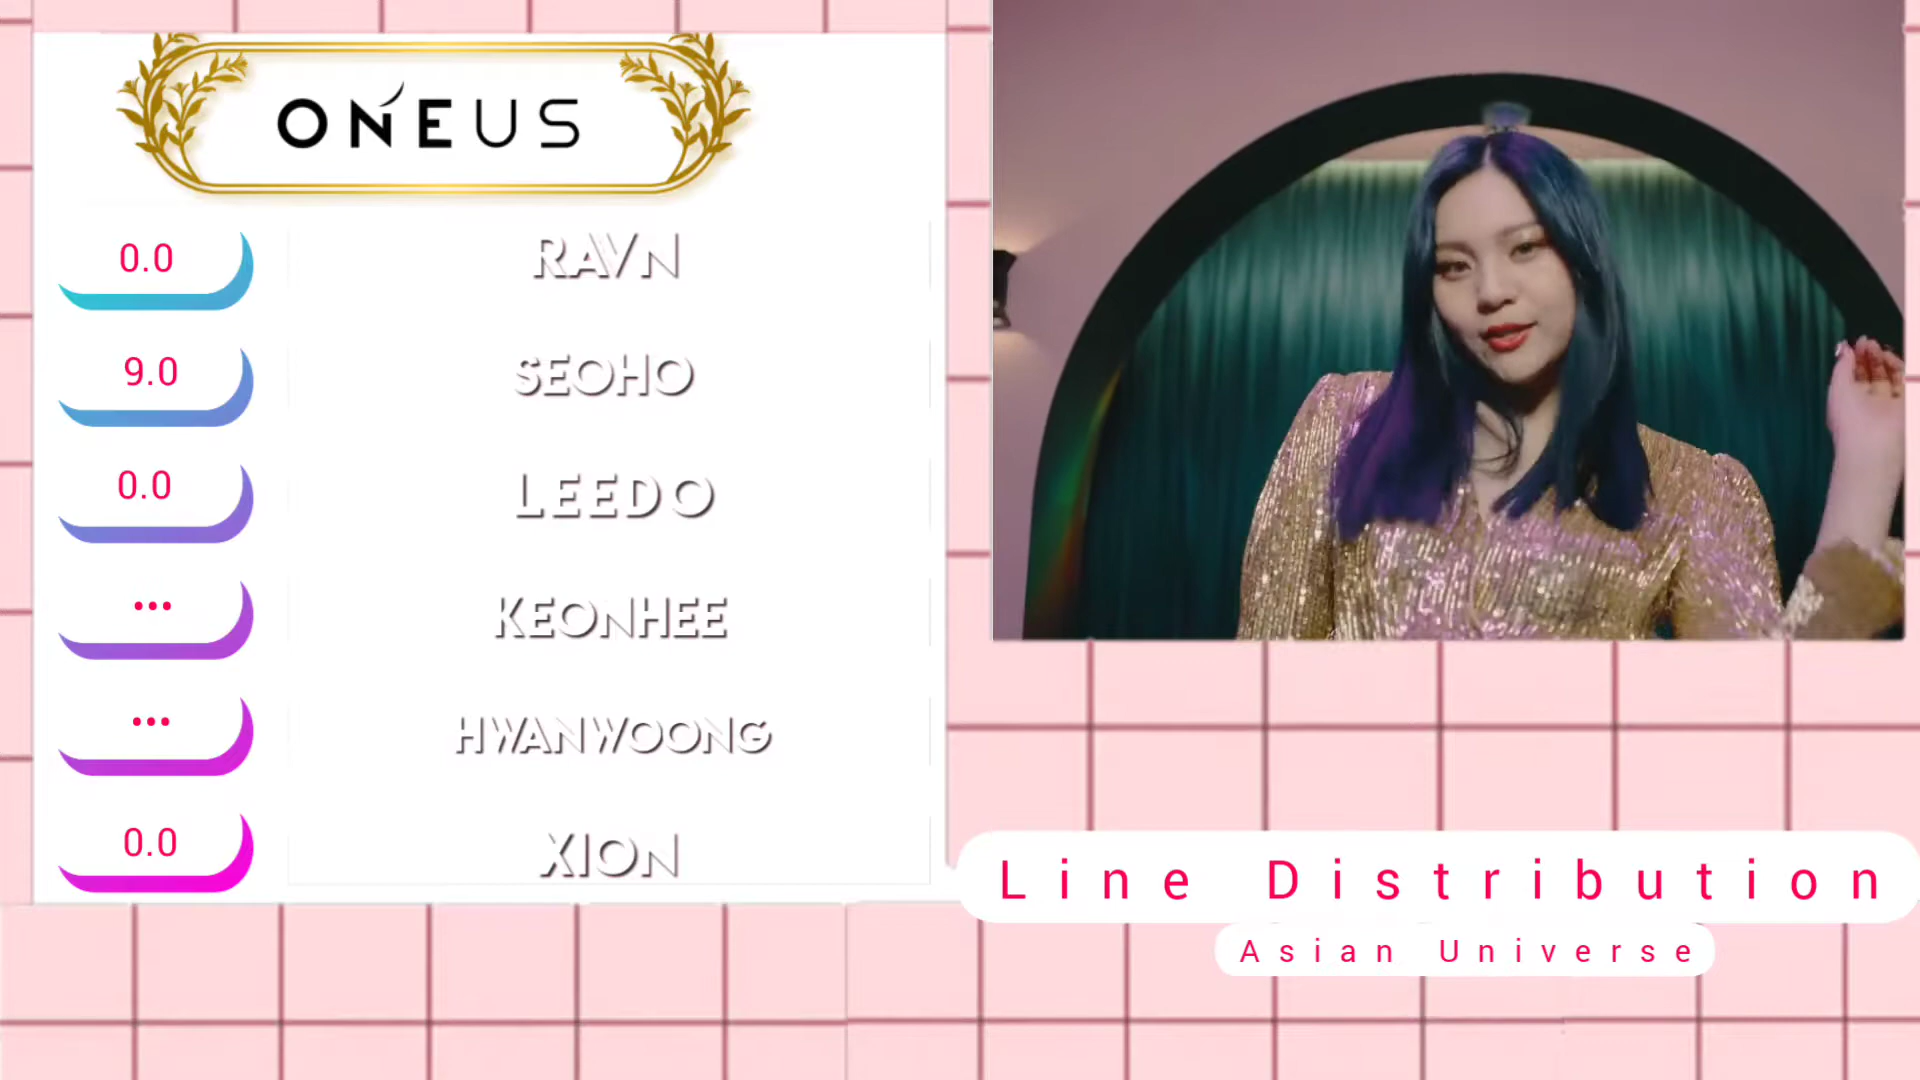 ONEUS
0.0 RAVN
9.0 SEOHO
0.0 LEEDO
... KEONHEE
... HWANWOONG
0.0 XION
Line Distribution
Asian Universe